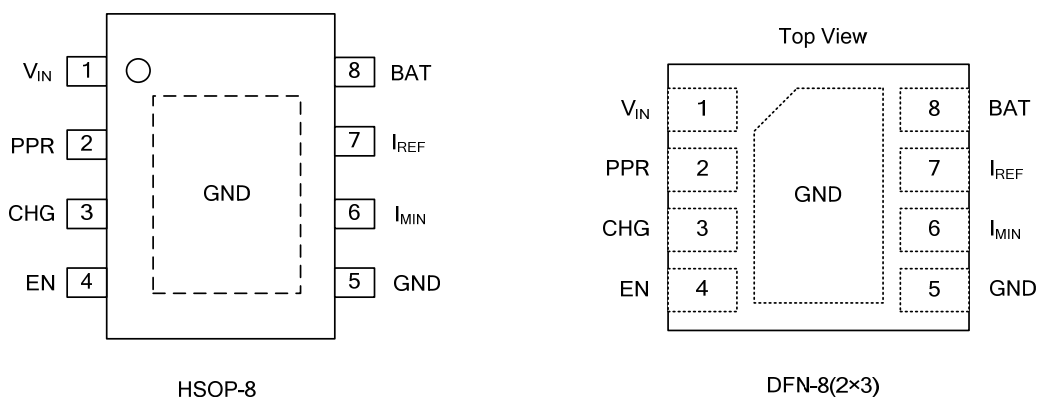 V_IN 1 8 BAT
PPR 2 7 I_REF
GND
CHG 3 6 I_MIN
EN 4 5 GND
HSOP-8
Top View
V_IN 1 8 BAT
PPR 2 7 I_REF
GND
CHG 3 6 I_MIN
EN 4 5 GND
DFN-8(2×3)